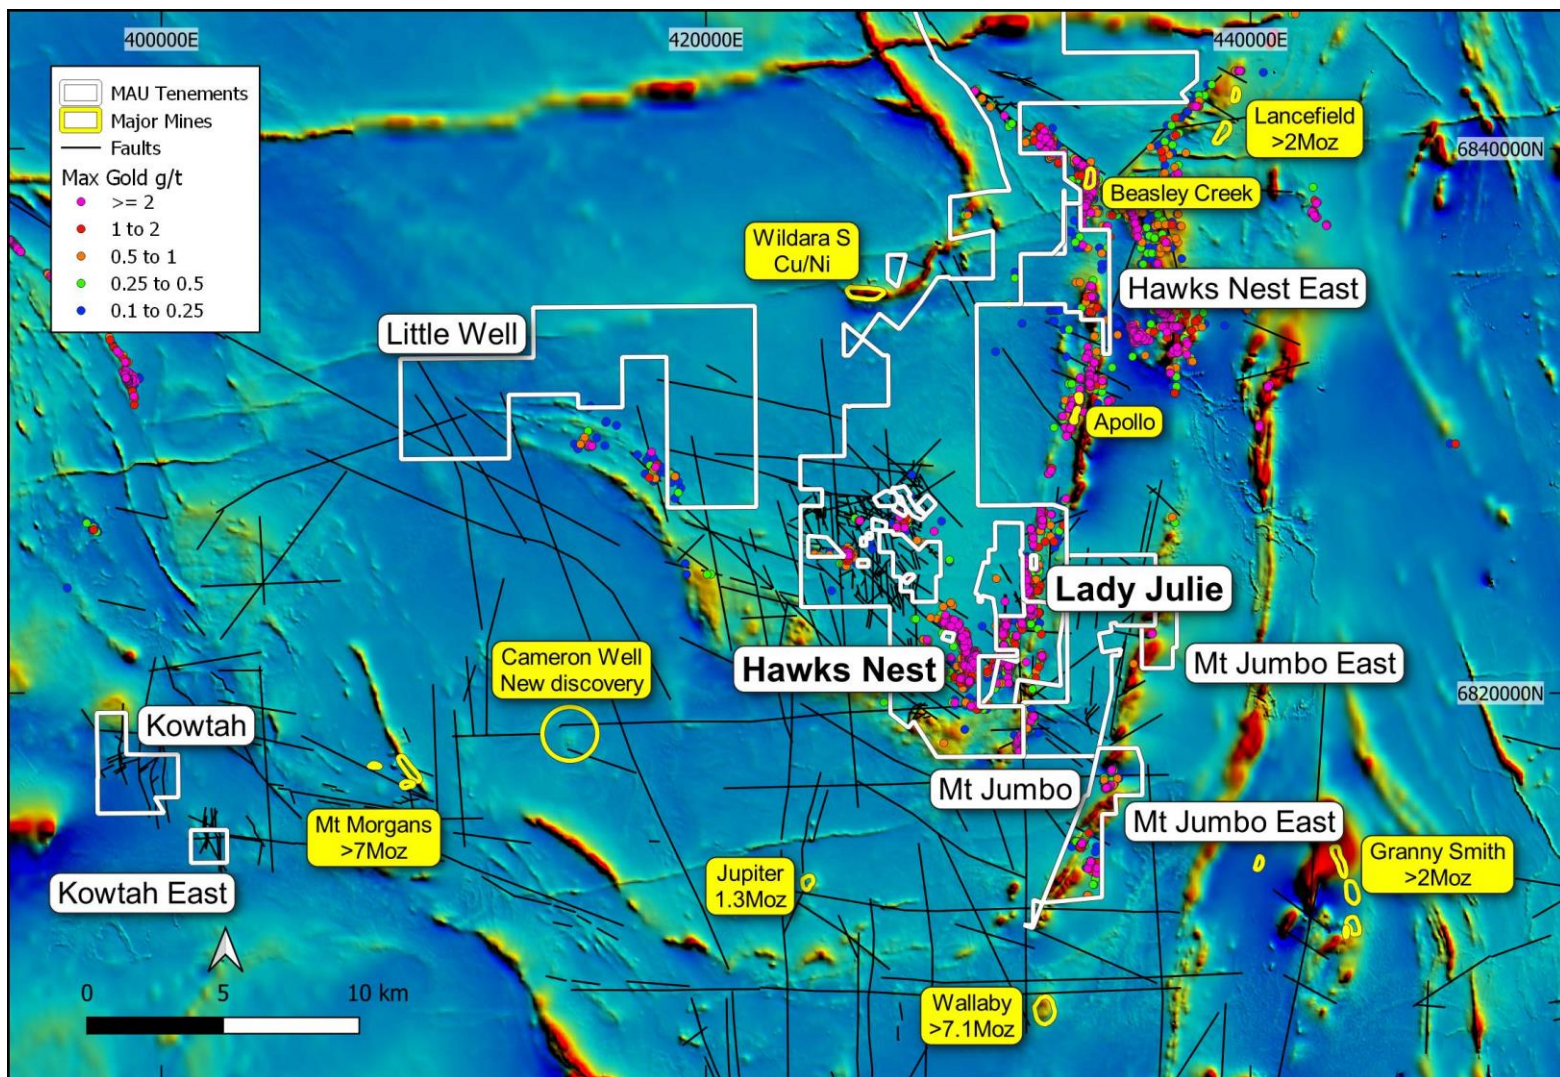 400000E
420000E
440000E
MAU Tenements
Major Mines
Faults
Max Gold g/t
>= 2
1 to 2
0.5 to 1
0.25 to 0.5
0.1 to 0.25
Lancefield
>2Moz
6840000N
Beasley Creek
Wildara S
Cu/Ni
Hawks Nest East
Little Well
Apollo
Lady Julie
Cameron Well
New discovery
Hawks Nest
Mt Jumbo East
6820000N
Kowtah
Mt Jumbo
Mt Morgans
>7Moz
Mt Jumbo East
Granny Smith
>2Moz
Jupiter
1.3Moz
Kowtah East
0 5 10 km
Wallaby
>7.1Moz